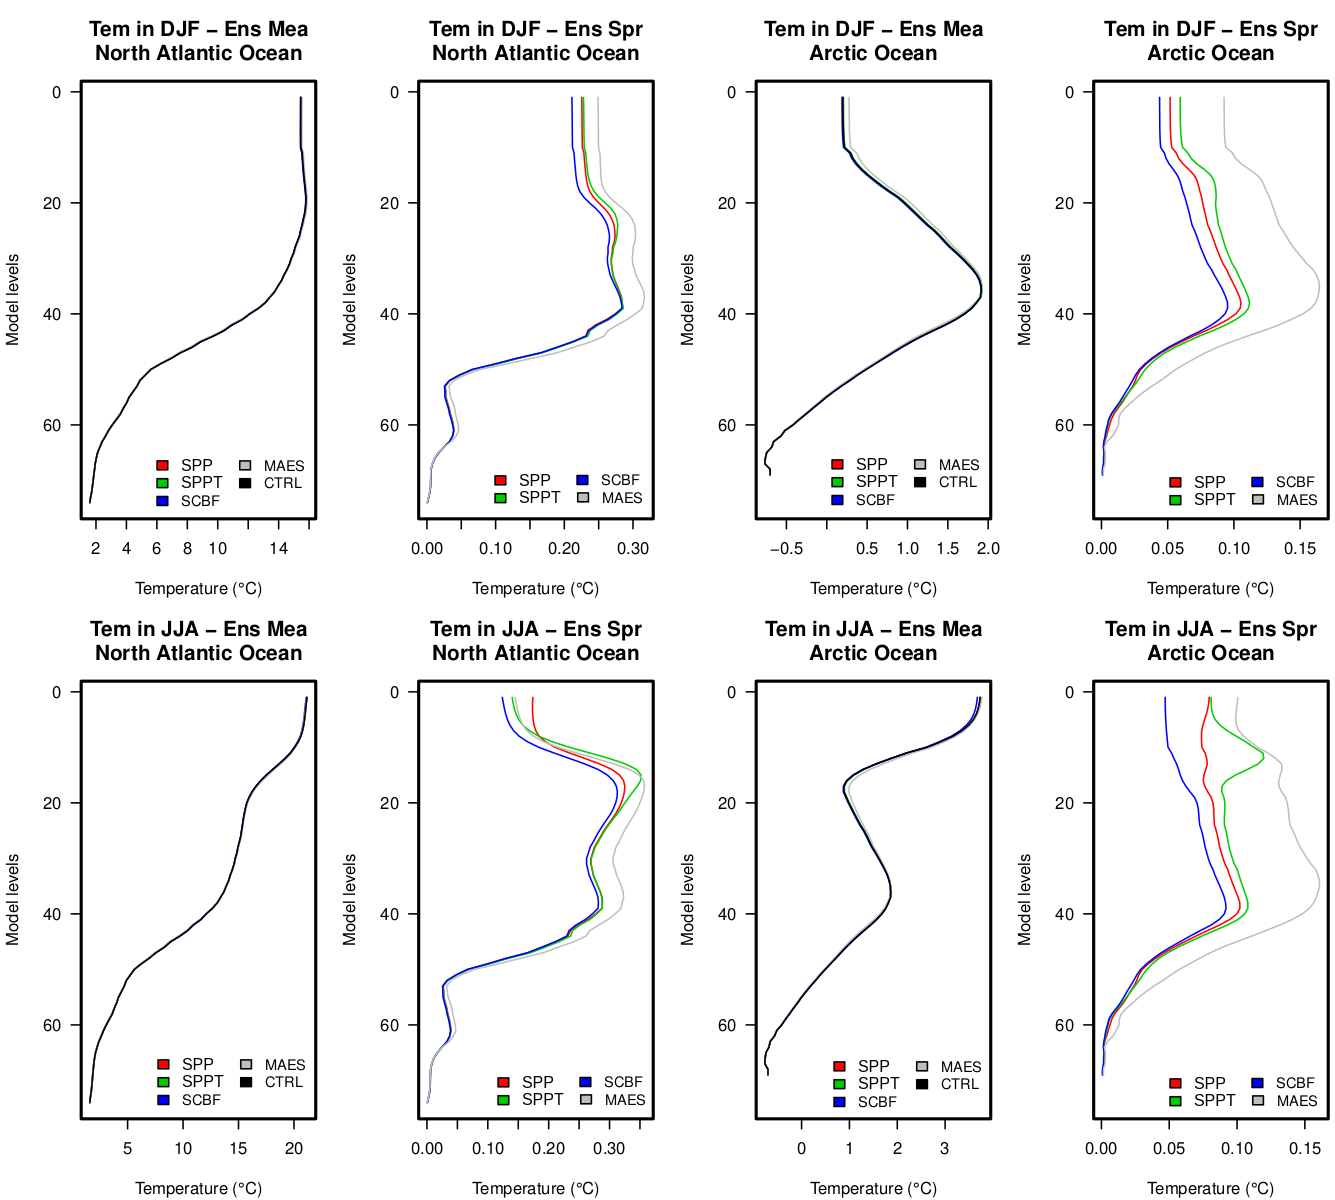 Tem in DJF − Ens Mea
North Atlantic Ocean
0
20
40
60
Model levels
SPP
SPPT
SCBF
MAES
CTRL
2 4 6 8 10 14
Temperature (°C)
Tem in DJF − Ens Spr
North Atlantic Ocean
0
20
40
60
Model levels
SPP
SPPT
SCBF
MAES
0.00 0.10 0.20 0.30
Temperature (°C)
Tem in DJF − Ens Mea
Arctic Ocean
0
20
40
60
Model levels
SPP
SPPT
SCBF
MAES
CTRL
−0.5 0.5 1.0 1.5 2.0
Temperature (°C)
Tem in DJF − Ens Spr
Arctic Ocean
0
20
40
60
Model levels
SPP
SPPT
SCBF
MAES
0.00 0.05 0.10 0.15
Temperature (°C)
Tem in JJA − Ens Mea
North Atlantic Ocean
0
20
40
60
Model levels
SPP
SPPT
SCBF
MAES
CTRL
5 10 15 20
Temperature (°C)
Tem in JJA − Ens Spr
North Atlantic Ocean
0
20
40
60
Model levels
SPP
SPPT
SCBF
MAES
0.00 0.10 0.20 0.30
Temperature (°C)
Tem in JJA − Ens Mea
Arctic Ocean
0
20
40
60
Model levels
SPP
SPPT
SCBF
MAES
CTRL
0 1 2 3
Temperature (°C)
Tem in JJA − Ens Spr
Arctic Ocean
0
20
40
60
Model levels
SPP
SPPT
SCBF
MAES
0.00 0.05 0.10 0.15
Temperature (°C)